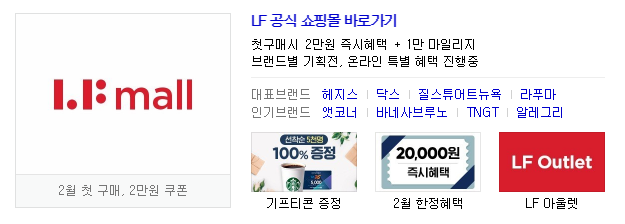 LF mall
2월 첫 구매, 2만원 쿠폰
LF 공식 쇼핑몰 바로가기
첫구매시 2만원 즉시혜택 + 1만 마일리지
브랜드별 기획전, 온라인 특별 혜택 진행중
대표브랜드 헤지스 | 닥스 | 질스튜어트뉴욕 | 라푸마
인기브랜드 앳코너 | 바네사브루노 | TNGT | 알레그리
선착순 5천명
100% 증정
5,000
기프티콘 증정
20,000원
즉시혜택
2월 한정혜택
LF Outlet
LF 아울렛